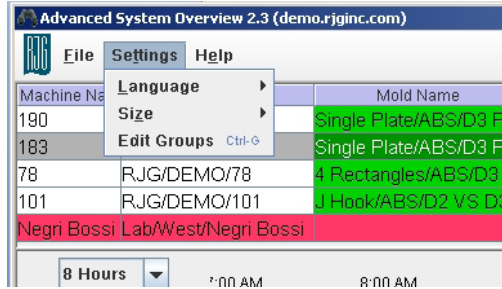 Advanced System Overview 2.3 (demo.rjginc.com)
RJG File Settings Help
Machine Na Mold Name
Language
Size
Edit Groups Ctrl-G
190 Single Plate/ABS/D3 F
183 Single Plate/ABS/D3 F
78 RJG/DEMO/78 4 Rectangles/ABS/D3
101 RJG/DEMO/101 J Hook/ABS/D2 VS D3
Negri Bossi Lab/West/Negri Bossi
8 Hours 7:00 AM 8:00 AM